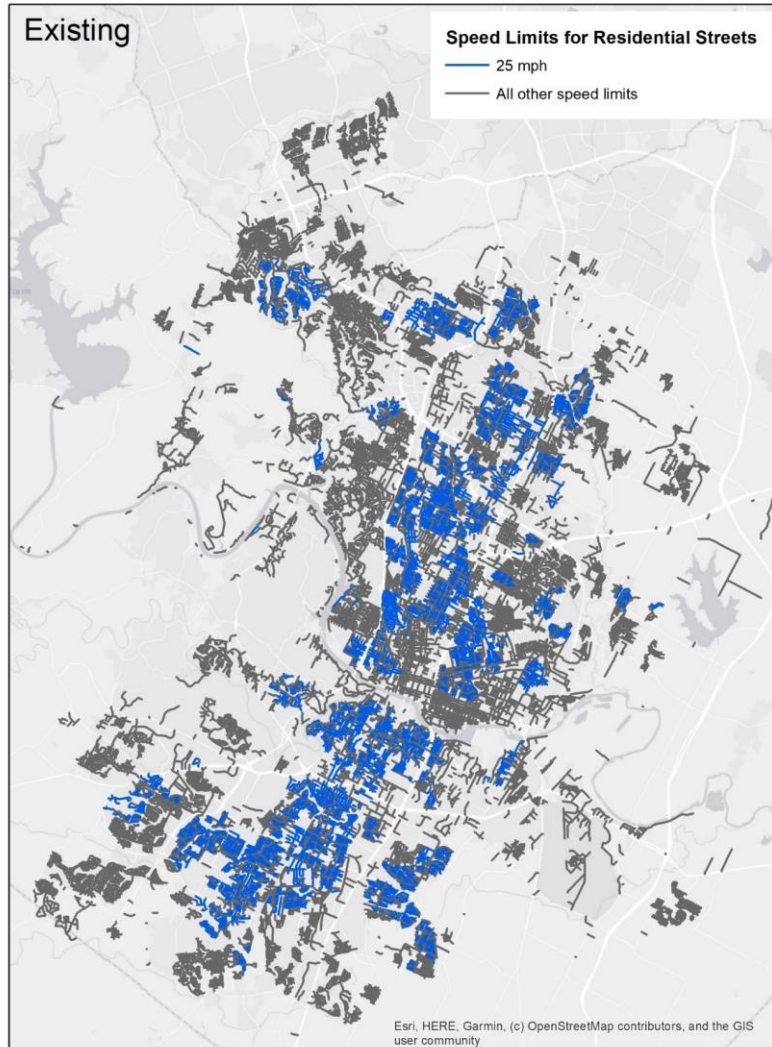 Existing
Speed Limits for Residential Streets
25 mph
All other speed limits
Esri, HERE, Garmin, (c) OpenStreetMap contributors, and the GIS
user community